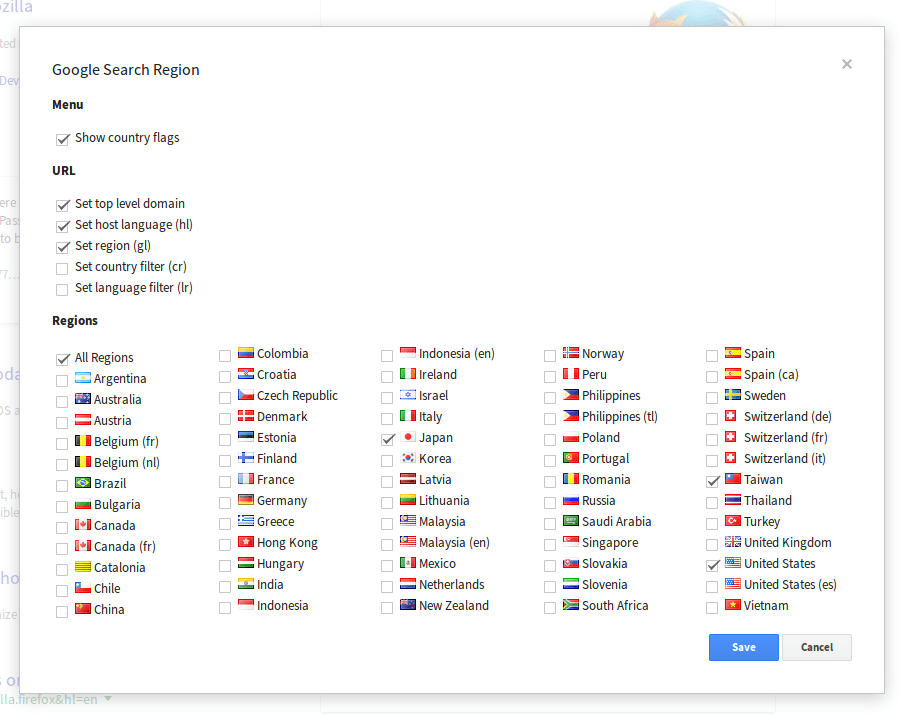 ozilla
Google Search Region
×
Menu
Show country flags
URL
Set top level domain
Set host language (hl)
Set region (gl)
Set country filter (cr)
Set language filter (lr)
Regions
All Regions
Argentina
Australia
Austria
Belgium (fr)
Belgium (nl)
Brazil
Bulgaria
Canada
Canada (fr)
Catalonia
Chile
China
Colombia
Croatia
Czech Republic
Denmark
Estonia
Finland
France
Germany
Greece
Hong Kong
Hungary
India
Indonesia
Indonesia (en)
Ireland
Israel
Italy
Japan
Korea
Latvia
Lithuania
Malaysia
Malaysia (en)
Mexico
Netherlands
New Zealand
Norway
Peru
Philippines
Philippines (tl)
Poland
Portugal
Romania
Russia
Saudi Arabia
Singapore
Slovakia
Slovenia
South Africa
Spain
Spain (ca)
Sweden
Switzerland (de)
Switzerland (fr)
Switzerland (it)
Taiwan
Thailand
Turkey
United Kingdom
United States
United States (es)
Vietnam
Save Cancel
lla.firefox&hl=en